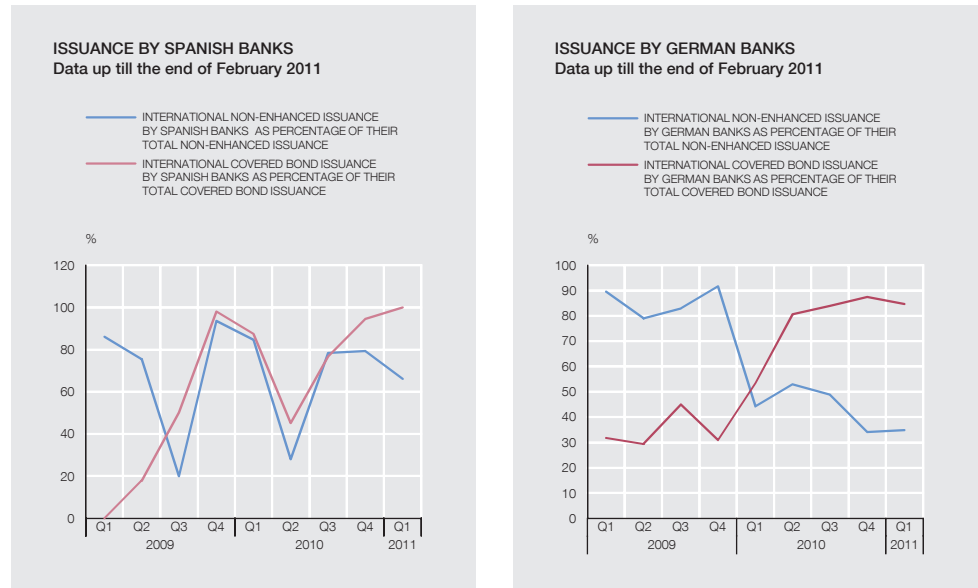 ISSUANCE BY SPANISH BANKS
Data up till the end of February 2011
INTERNATIONAL NON-ENHANCED ISSUANCE
BY SPANISH BANKS AS PERCENTAGE OF THEIR
TOTAL NON-ENHANCED ISSUANCE
INTERNATIONAL COVERED BOND ISSUANCE
BY SPANISH BANKS AS PERCENTAGE OF THEIR
TOTAL COVERED BOND ISSUANCE
%
120
100
80
60
40
20
0
Q1 Q2 Q3 Q4 Q1 Q2 Q3 Q4 Q1
2009 2010 2011
ISSUANCE BY GERMAN BANKS
Data up till the end of February 2011
INTERNATIONAL NON-ENHANCED ISSUANCE
BY GERMAN BANKS AS PERCENTAGE OF THEIR
TOTAL NON-ENHANCED ISSUANCE
INTERNATIONAL COVERED BOND ISSUANCE
BY GERMAN BANKS AS PERCENTAGE OF THEIR
TOTAL COVERED BOND ISSUANCE
%
100
90
80
70
60
50
40
30
20
10
0
Q1 Q2 Q3 Q4 Q1 Q2 Q3 Q4 Q1
2009 2010 2011